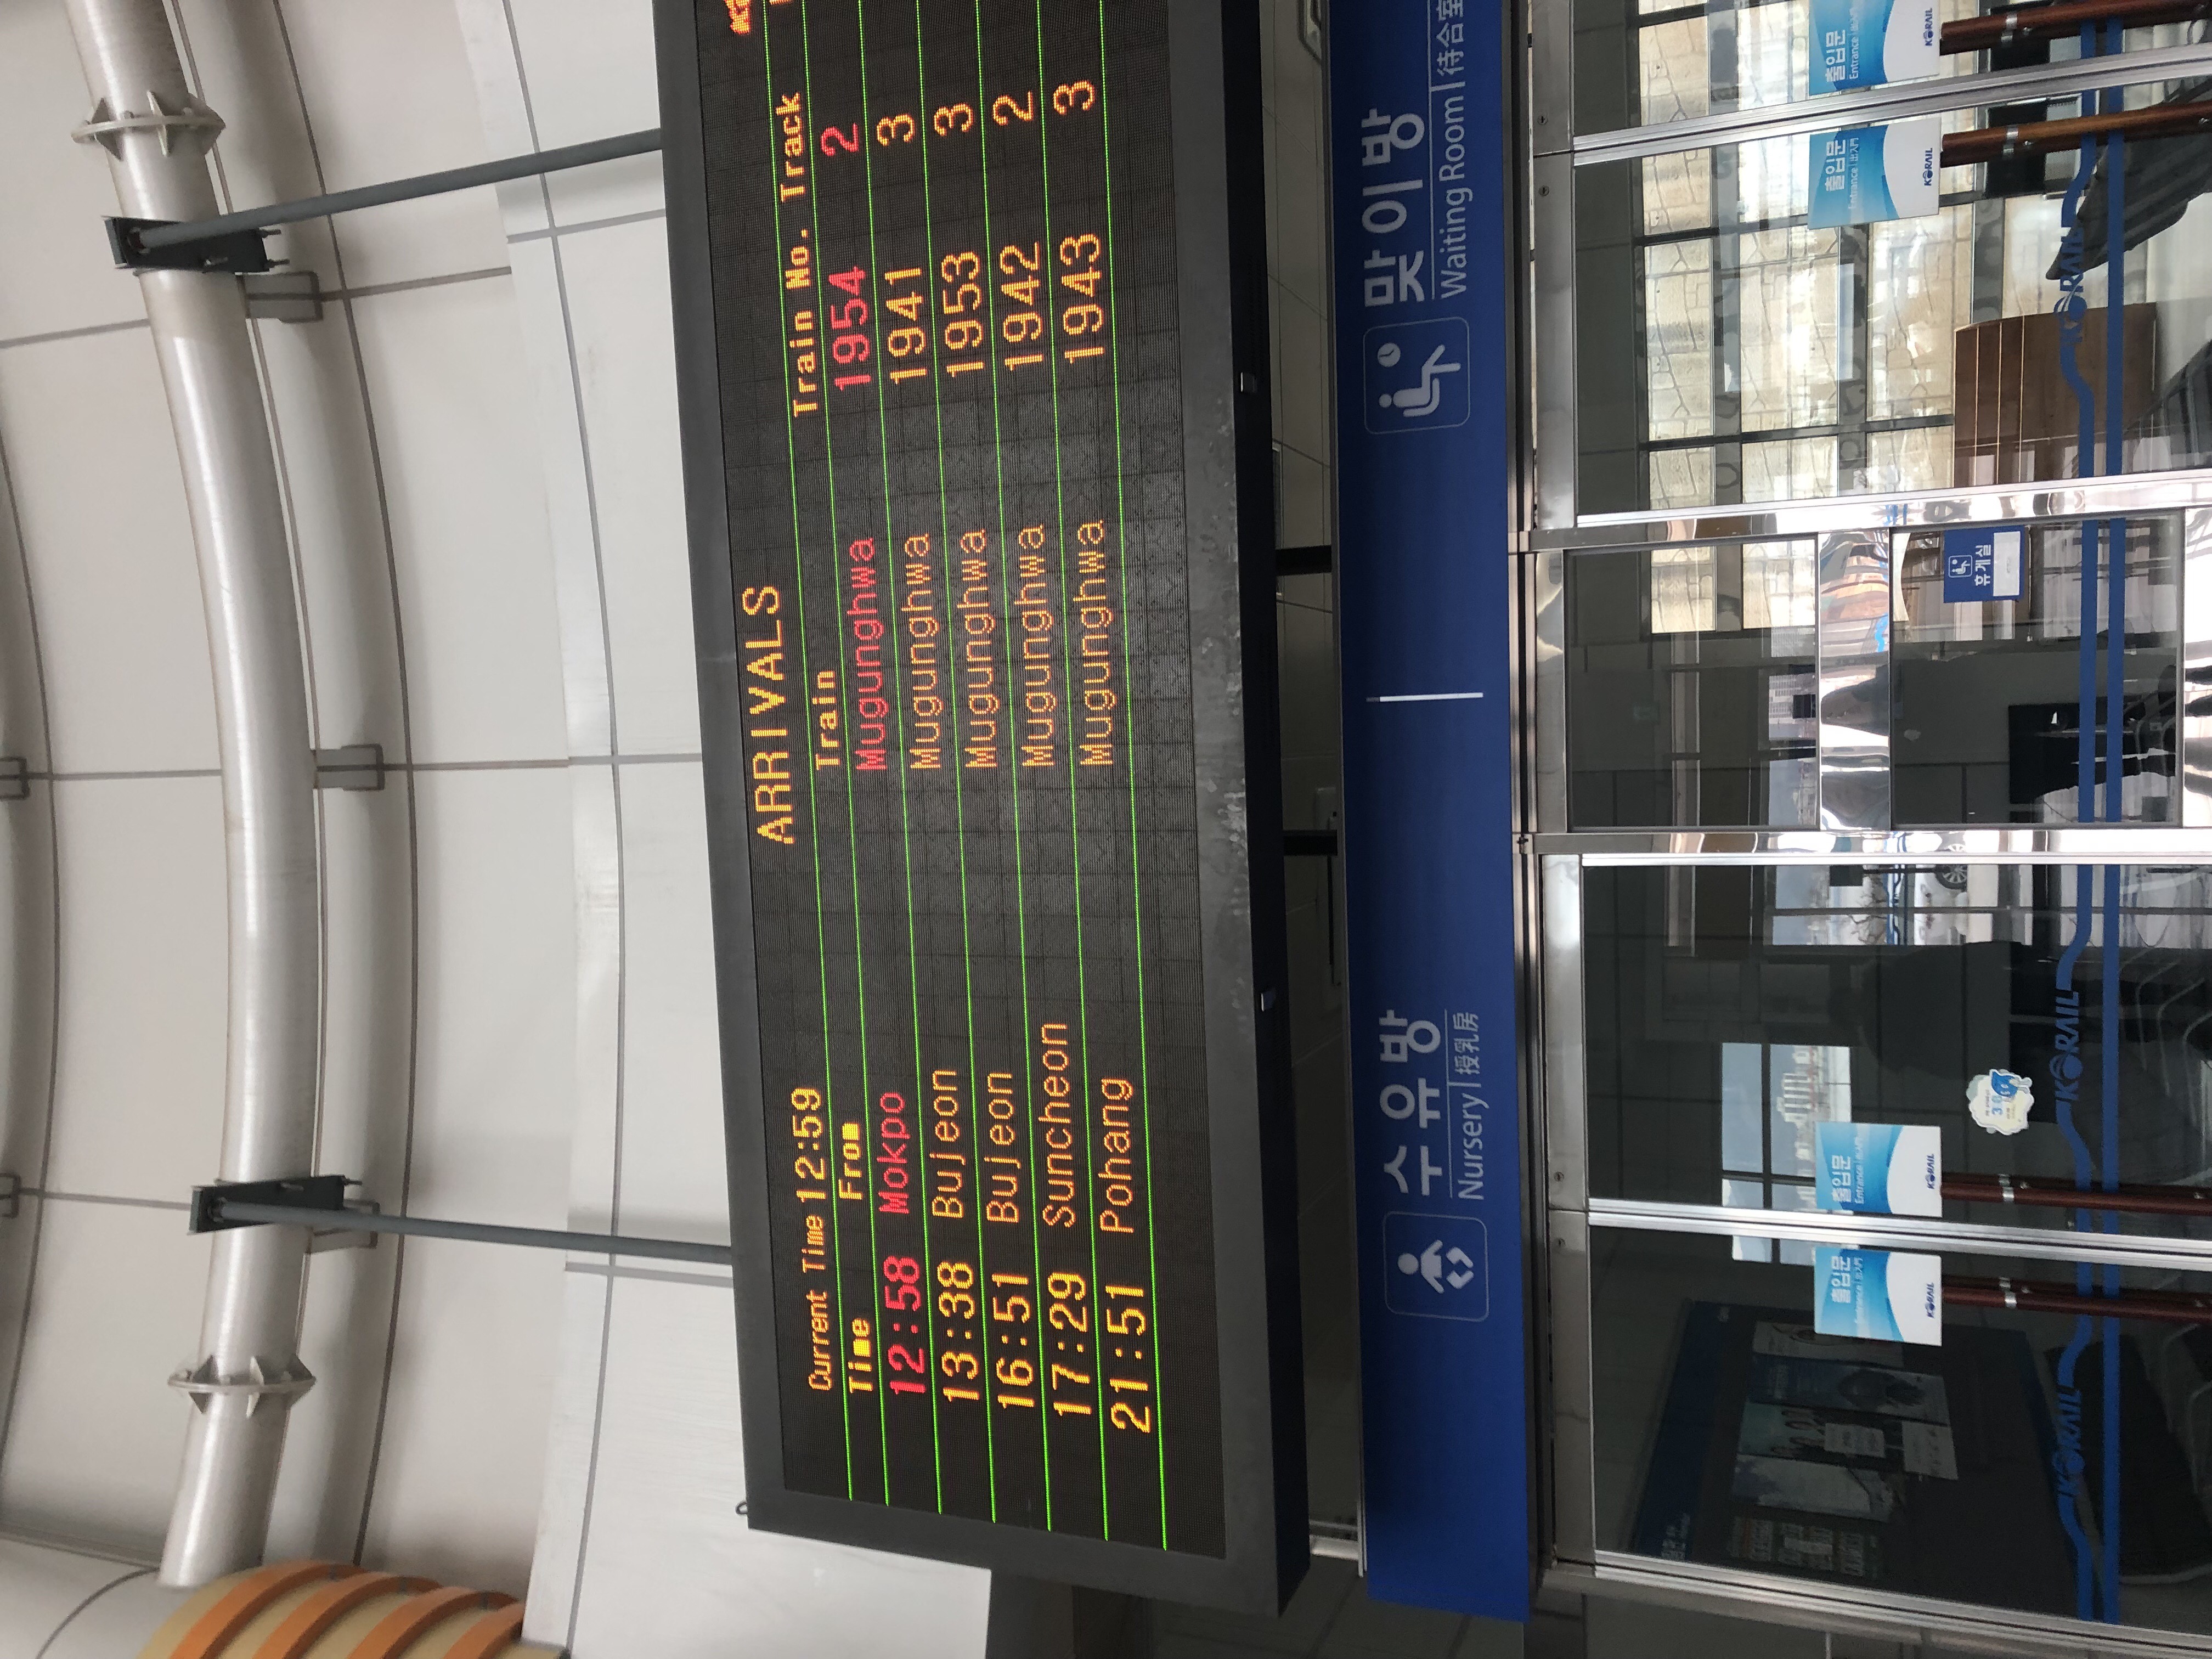 ARRIVALS
Current Time 12:59
Time From Train Train No. Track
12:58 Mokpo Mugunghwa 1954 2
13:38 Bujeon Mugunghwa 1941 3
16:51 Bujeon Mugunghwa 1953 3
17:29 Suncheon Mugunghwa 1942 2
21:51 Pohang Mugunghwa 1943 3
수유방
Nursery 授乳房
맞이방
Waiting Room 待合室
출입문
Entrance 出入門
KORAIL
출입문
Entrance 出入門
KORAIL
출입문
Entrance 出入門
KORAIL
출입문
Entrance 出入門
KORAIL
휴게실
3.0
KORAIL
KORAIL
KORAIL